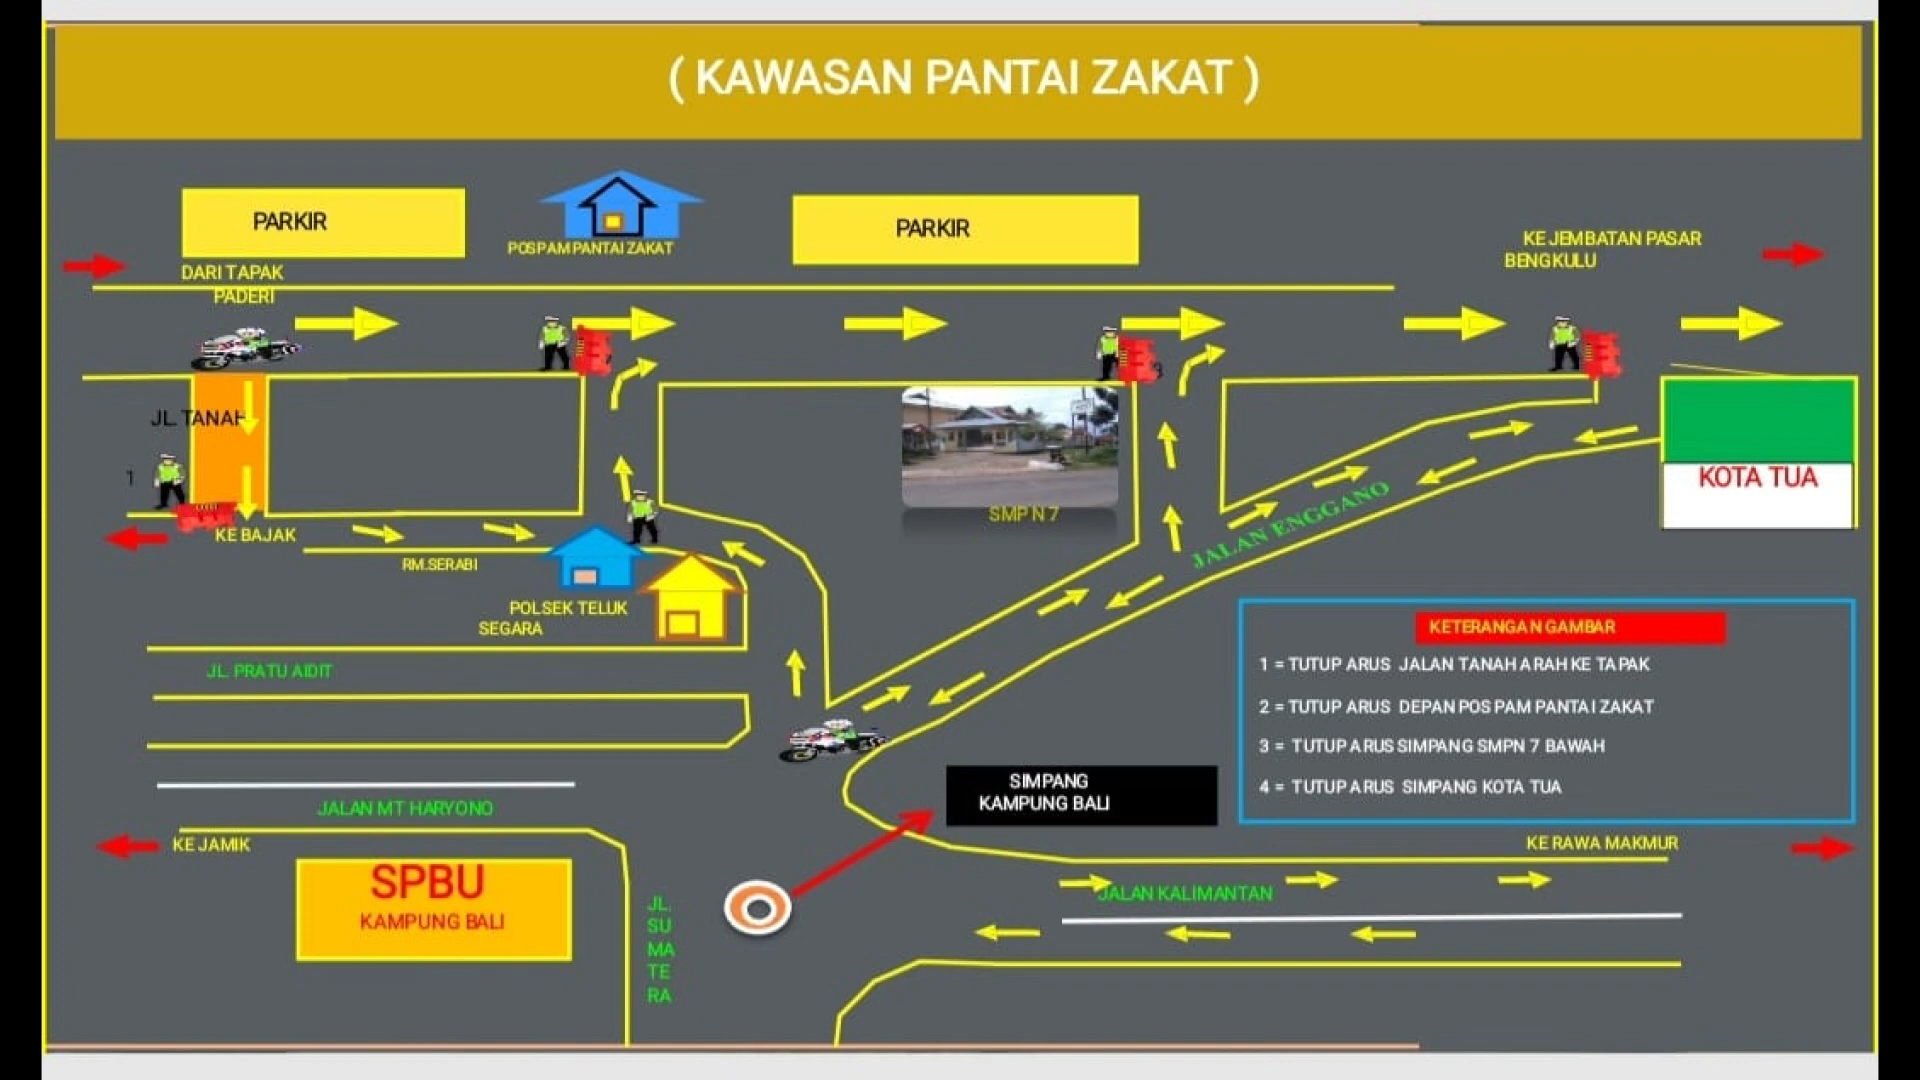 ( KAWASAN PANTAI ZAKAT )
PARKIR
POSPAM PANTAI ZAKAT
PARKIR
KE JEMBATAN PASAR
BENGKULU
DARI TAPAK
PADERI
3
JL. TANAH
1
KOTA TUA
SMP N 7
JALAN ENGGANO
KE BAJAK
RM.SERABI
POLSEK TELUK
SEGARA
KETERANGAN GAMBAR
1 = TUTUP ARUS JALAN TANAH ARAH KE TAPAK
2 = TUTUP ARUS DEPAN POS PAM PANTAI ZAKAT
3 = TUTUP ARUS SIMPANG SMPN 7 BAWAH
4 = TUTUP ARUS SIMPANG KOTA TUA
JL. PRATU AIDIT
SIMPANG
KAMPUNG BALI
JALAN MT HARYONO
KE JAMIK
KE RAWA MAKMUR
SPBU
KAMPUNG BALI
JALAN KALIMANTAN
JL.
SU
MA
TE
RA